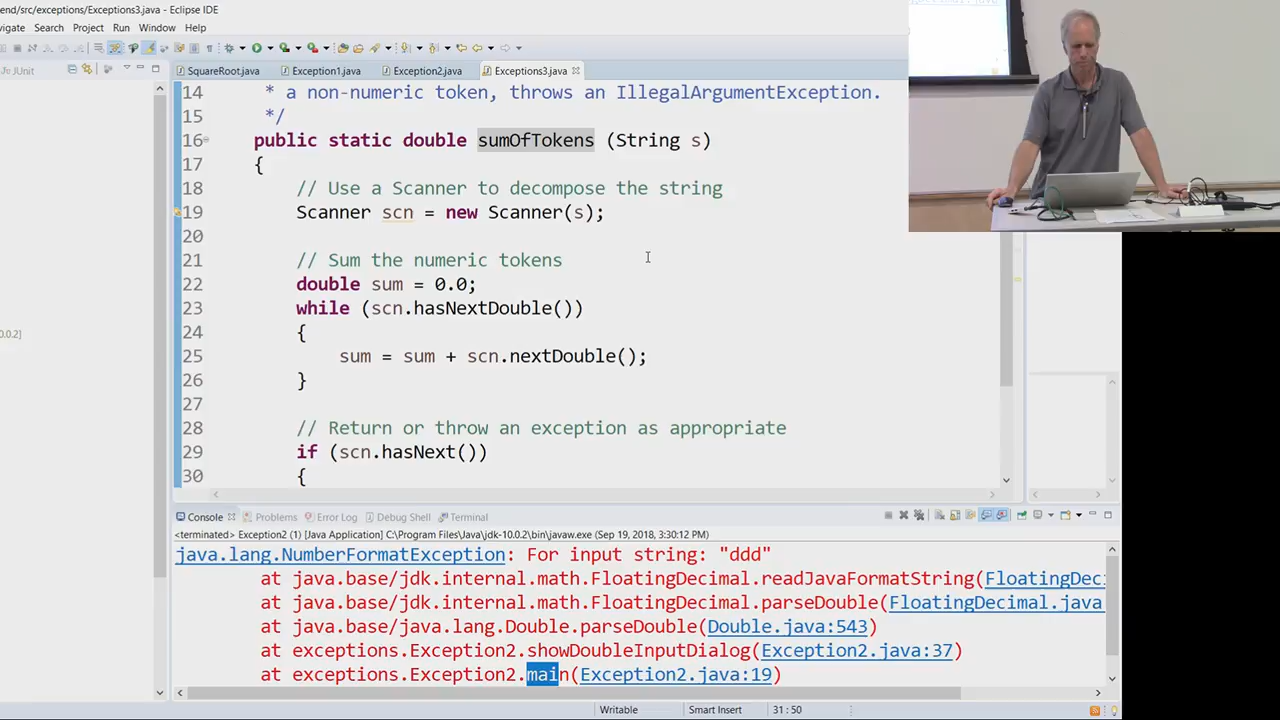 end/src/exceptions/Exceptions3.java - Eclipse IDE
avigate Search Project Run Window Help
JUnit
SquareRoot.java Exception1.java Exception2.java Exceptions3.java
14 * a non-numeric token, throws an IllegalArgumentException.
15 */
16 public static double sumOfTokens (String s)
17 {
18 // Use a Scanner to decompose the string
19 Scanner scn = new Scanner(s);
20
21 // Sum the numeric tokens
22 double sum = 0.0;
23 while (scn.hasNextDouble())
24 {
0.0.2]
25 sum = sum + scn.nextDouble();
26 }
27
28 // Return or throw an exception as appropriate
29 if (scn.hasNext())
30 {
Console Problems Error Log Debug Shell Terminal
<terminated> Exception2 (1) [Java Application] C:\Program Files\Java\jdk-10.0.2\bin\javaw.exe (Sep 19, 2018, 3:30:12 PM)
java.lang.NumberFormatException: For input string: "ddd"
at java.base/jdk.internal.math.FloatingDecimal.readJavaFormatString(FloatingDec
at java.base/jdk.internal.math.FloatingDecimal.parseDouble(FloatingDecimal.java
at java.base/java.lang.Double.parseDouble(Double.java:543)
at exceptions.Exception2.showDoubleInputDialog(Exception2.java:37)
at exceptions.Exception2.main(Exception2.java:19)
Writable Smart Insert 31 : 50